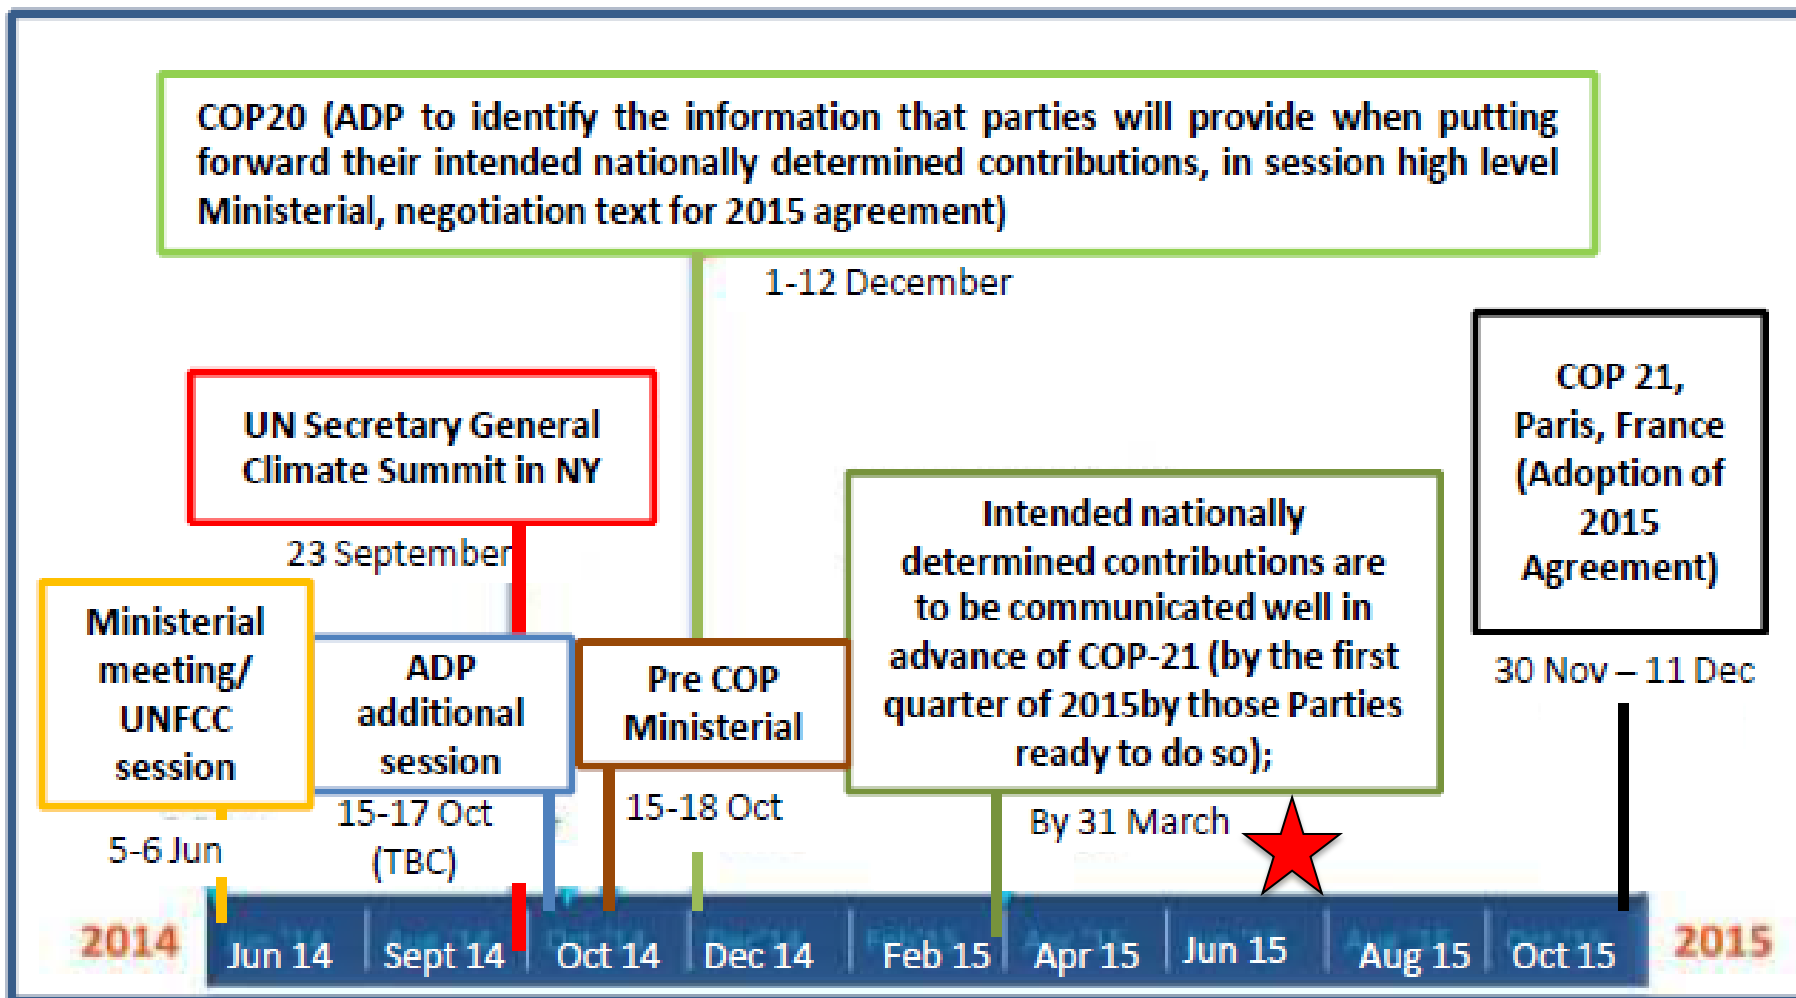 COP20 (ADP to identify the information that parties will provide when putting
forward their intended nationally determined contributions, in session high level
Ministerial, negotiation text for 2015 agreement)
1-12 December
UN Secretary General
Climate Summit in NY
23 September
COP 21,
Paris, France
(Adoption of
2015
Agreement)
30 Nov – 11 Dec
Ministerial
meeting/
UNFCC
session
5-6 Jun
ADP
additional
session
15-17 Oct
(TBC)
Pre COP
Ministerial
15-18 Oct
Intended nationally
determined contributions are
to be communicated well in
advance of COP-21 (by the first
quarter of 2015by those Parties
ready to do so);
By 31 March
2014
Jun 14
Sept 14
Oct 14
Dec 14
Feb 15
Apr 15
Jun 15
Aug 15
Oct 15
2015